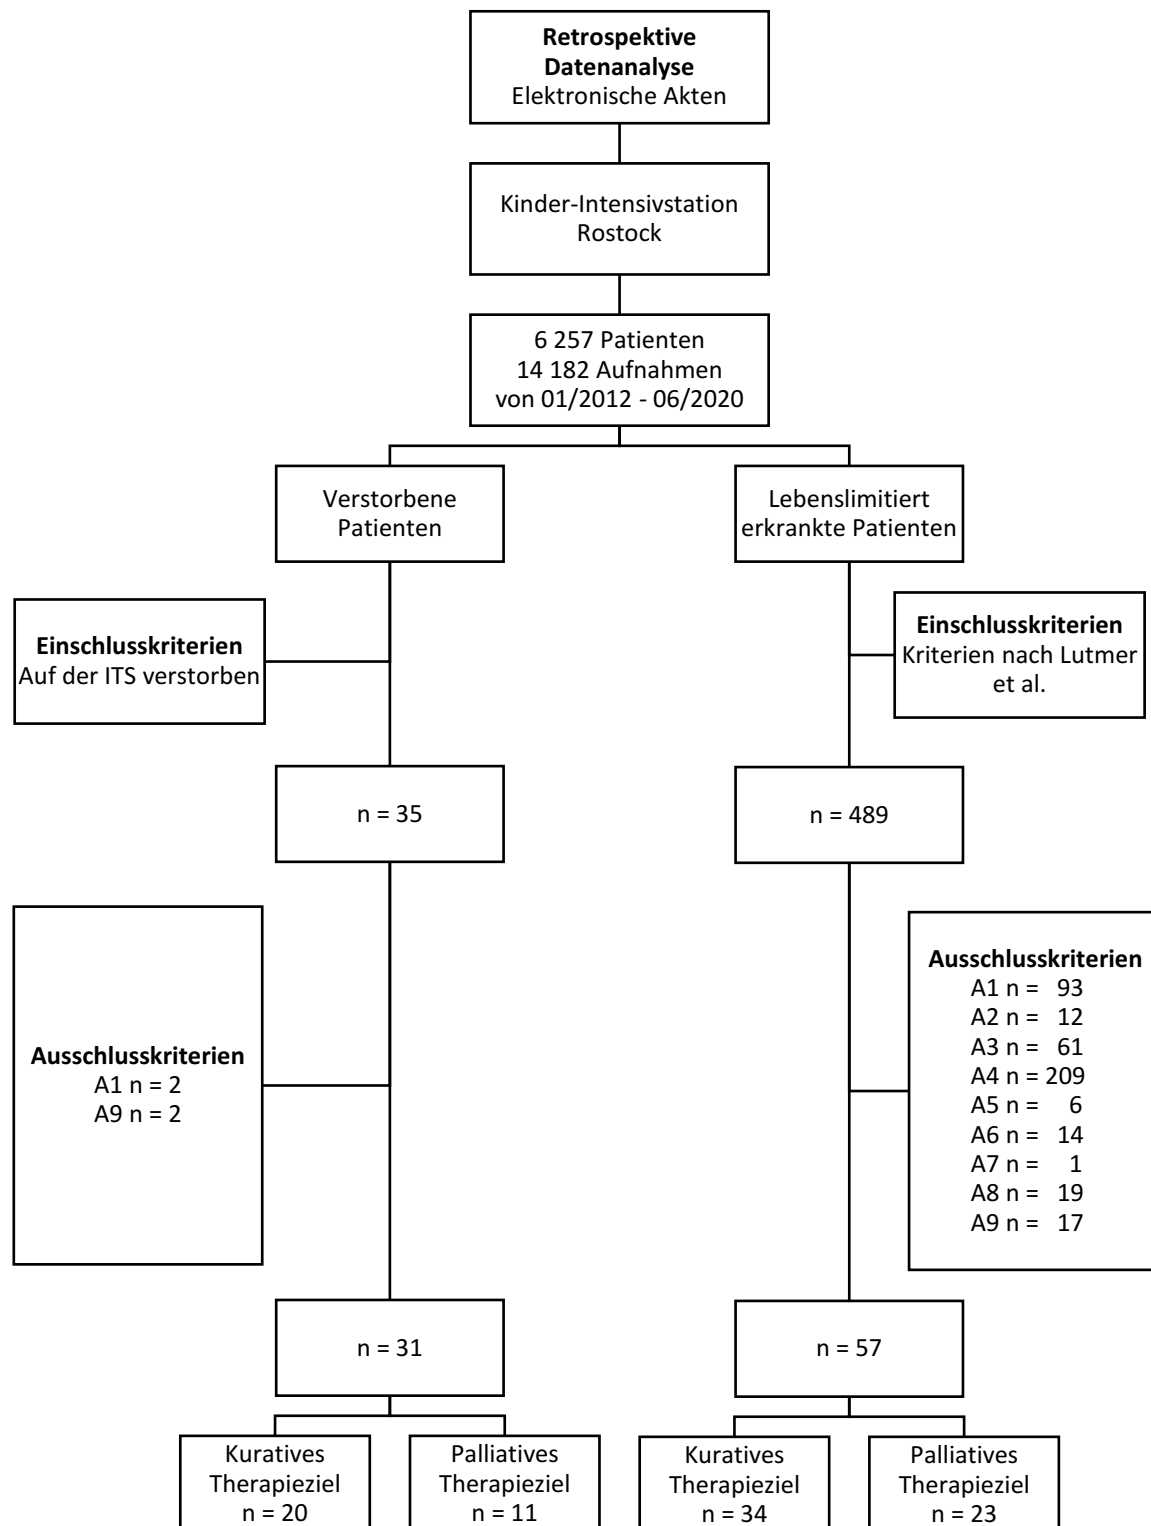 Retrospektive
Datenanalyse
Elektronische Akten
Kinder-Intensivstation
Rostock
6 257 Patienten
14 182 Aufnahmen
von 01/2012 - 06/2020
Verstorbene
Patienten
Lebenslimitiert
erkrankte Patienten
Einschlusskriterien
Auf der ITS verstorben
Einschlusskriterien
Kriterien nach Lutmer
et al.
n = 35
n = 489
Ausschlusskriterien
A1 n = 2
A9 n = 2
Ausschlusskriterien
A1 n = 93
A2 n = 12
A3 n = 61
A4 n = 209
A5 n = 6
A6 n = 14
A7 n = 1
A8 n = 19
A9 n = 17
n = 31
n = 57
Kuratives
Therapieziel
n = 20
Palliatives
Therapieziel
n = 11
Kuratives
Therapieziel
n = 34
Palliatives
Therapieziel
n = 23